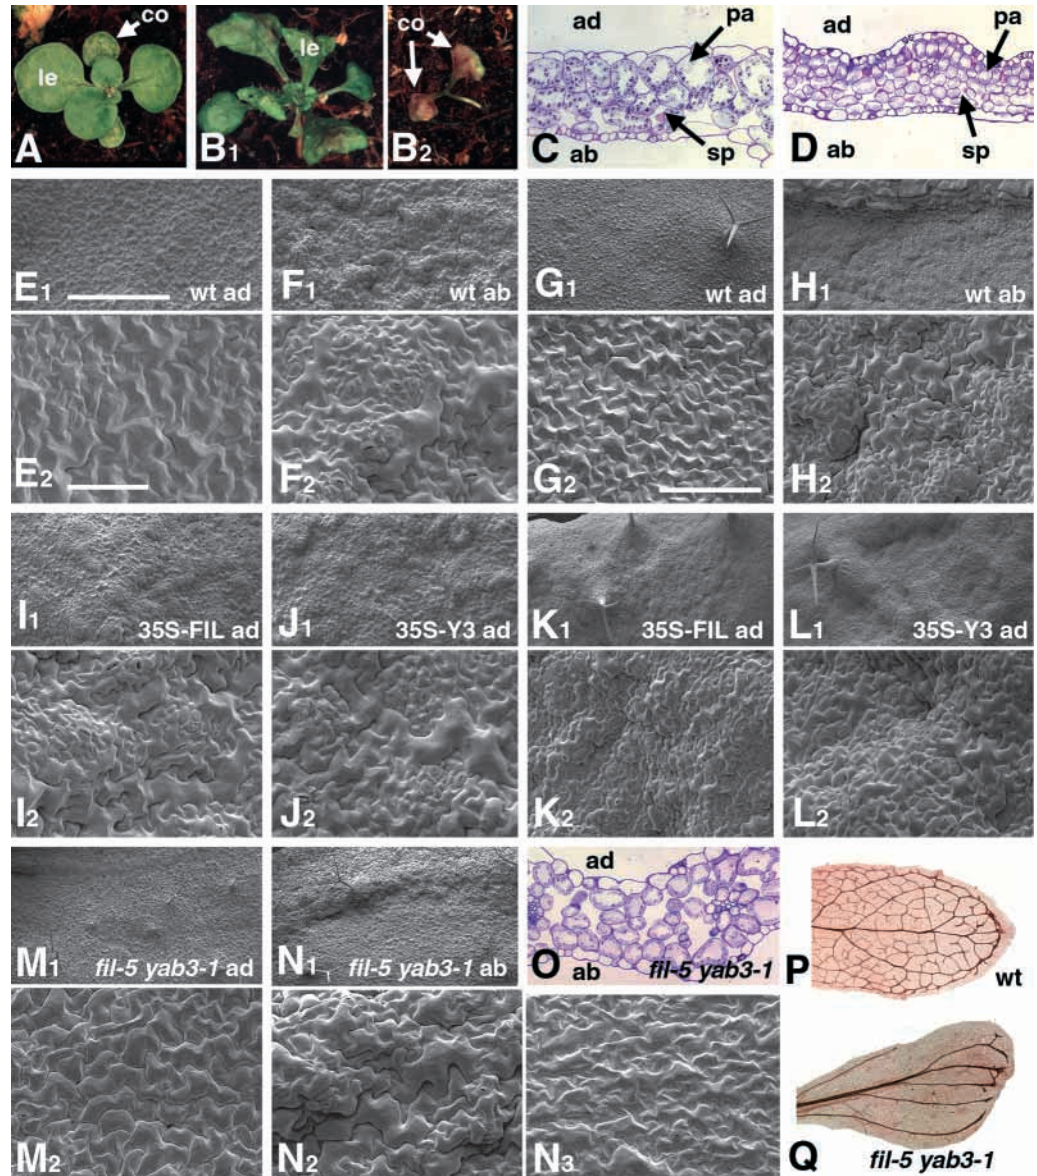 co
le
A
le
B1
co
B2
ad
pa
C
ab
sp
ad
pa
D
ab
sp
E1
wt ad
F1
wt ab
G1
wt ad
H1
wt ab
E2
F2
G2
H2
I1
35S-FIL ad
J1
35S-Y3 ad
K1
35S-FIL ad
L1
35S-Y3 ad
I2
J2
K2
L2
M1
fil-5 yab3-1 ad
N1
fil-5 yab3-1 ab
ad
O
ab
fil-5 yab3-1
P
wt
M2
N2
N3
Q
fil-5 yab3-1